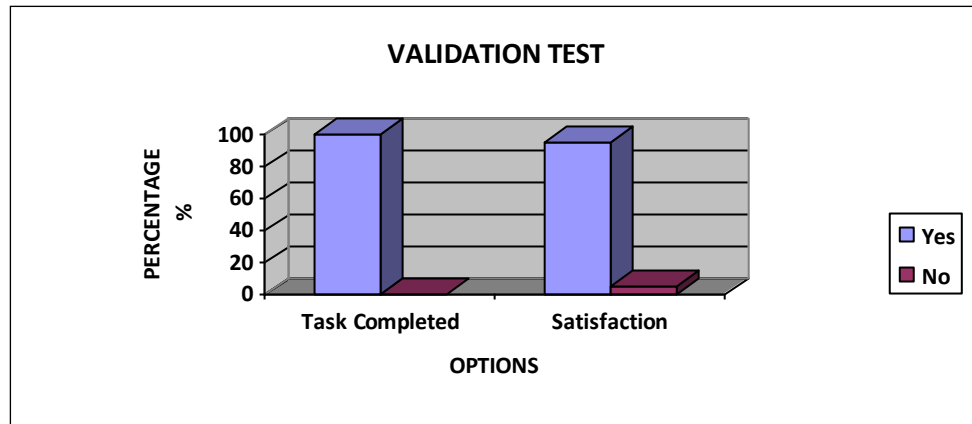 VALIDATION TEST
PERCENTAGE
%
100
80
60
40
20
0
Task Completed
Satisfaction
OPTIONS
Yes
No